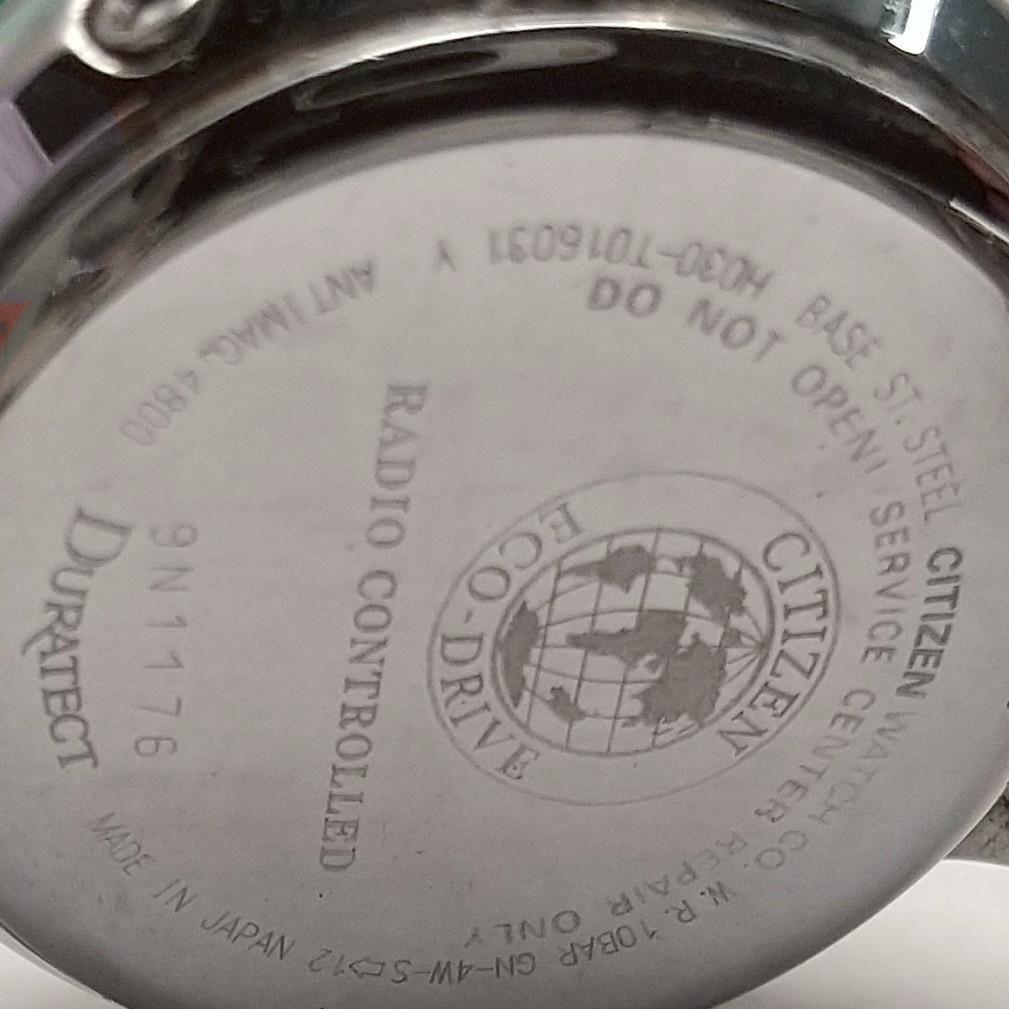 BASE ST. STEEL CITIZEN WATCH CO. W. R. 10BAR GN-4W-S⇨12
DO NOT OPEN! SERVICE CENTER REPAIR ONLY
CITIZEN
ECO-DRIVE
RADIO CONTROLLED
9N1176
DURATECT
MADE IN JAPAN
ANTIMAG. 4800
H030-T016031 Y